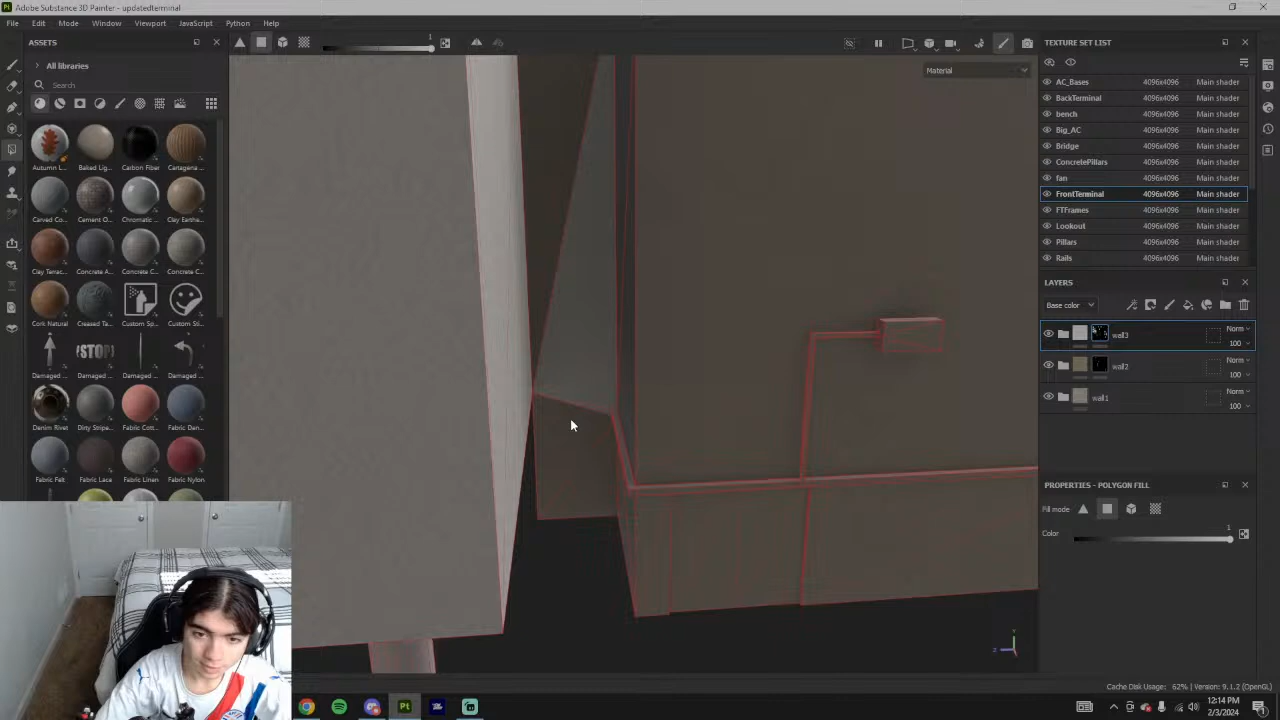 Adobe Substance 3D Painter - updatedterminal
File Edit Mode Window Viewport JavaScript Python Help
ASSETS
All libraries
Search
Autumn L... Baked Lig... Carbon Fiber Cartagena ...
Carved Co... Cement O... Chromatic ... Clay Earthe...
Clay Terrac... Concrete A... Concrete C... Concrete C...
Cork Natural Creased Ta... Custom Sp... Custom Sti...
STOP
Damaged ... Damaged ... Damaged ... Damaged ...
Denim Rivet Dirty Stripe... Fabric Cott... Fabric Dan...
Fabric Felt Fabric Lace Fabric Linen Fabric Nylon
1
Material
TEXTURE SET LIST
AC_Bases 4096x4096 Main shader
BackTerminal 4096x4096 Main shader
bench 4096x4096 Main shader
Big_AC 4096x4096 Main shader
Bridge 4096x4096 Main shader
ConcretePillars 4096x4096 Main shader
fan 4096x4096 Main shader
FrontTerminal 4096x4096 Main shader
FTFrames 4096x4096 Main shader
Lookout 4096x4096 Main shader
Pillars 4096x4096 Main shader
Rails 4096x4096 Main shader
LAYERS
Base color
wall3 Norm 100
wall2 Norm 100
wall1 Norm 100
PROPERTIES - POLYGON FILL
Fill mode
Color 1
Y
Z
Cache Disk Usage: 62% | Version: 9.1.2 (OpenGL)
Pt
12:14 PM
2/3/2024